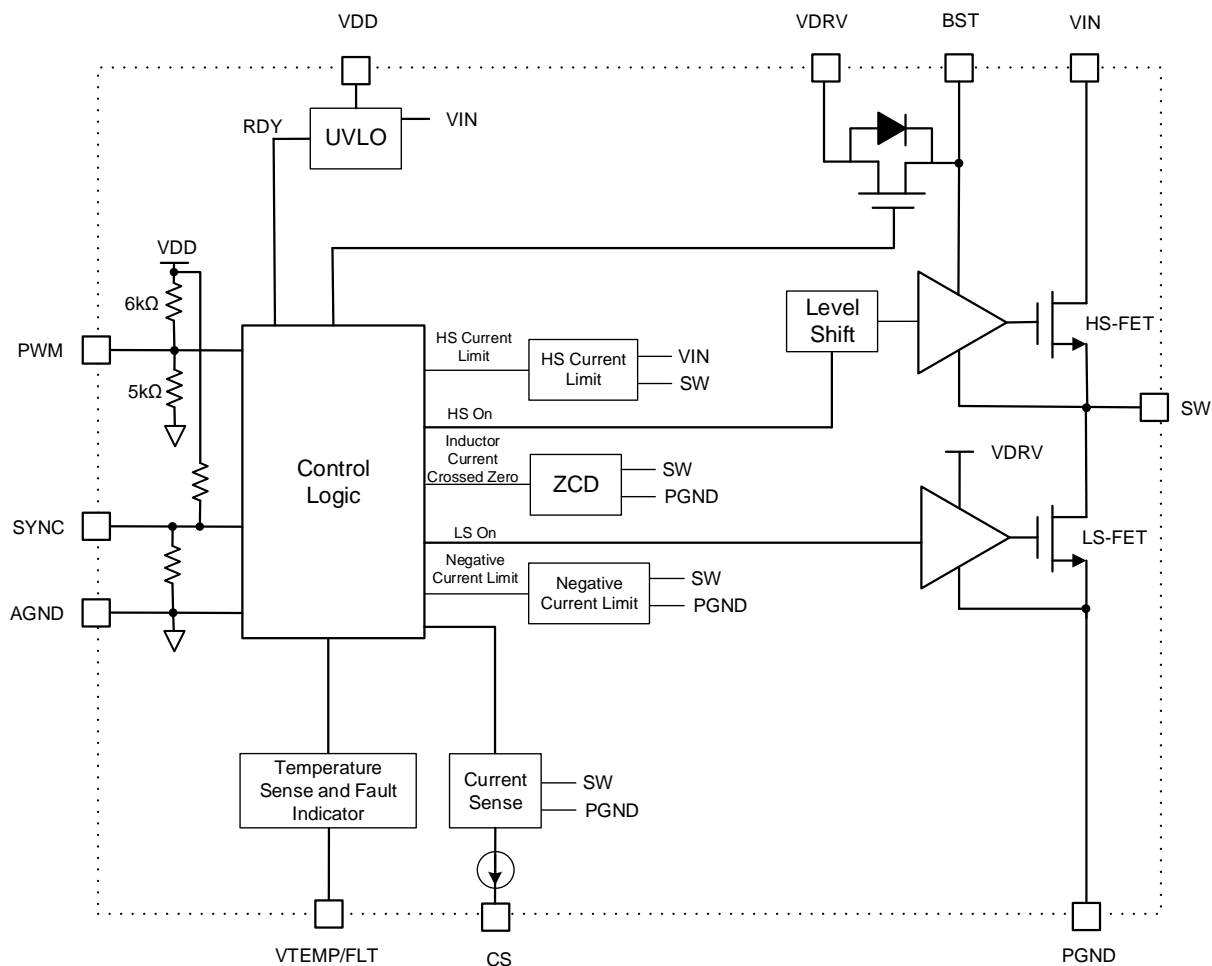 VDD
VDRV
BST
VIN
RDY
UVLO
VIN
VDD
6kΩ
PWM
5kΩ
SYNC
AGND
Control
Logic
HS Current
Limit
HS Current
Limit
VIN
SW
HS On
Inductor
Current
Crossed Zero
ZCD
SW
PGND
LS On
Negative
Current Limit
Negative
Current Limit
SW
PGND
Level
Shift
HS-FET
SW
VDRV
LS-FET
Temperature
Sense and Fault
Indicator
Current
Sense
SW
PGND
VTEMP/FLT
CS
PGND